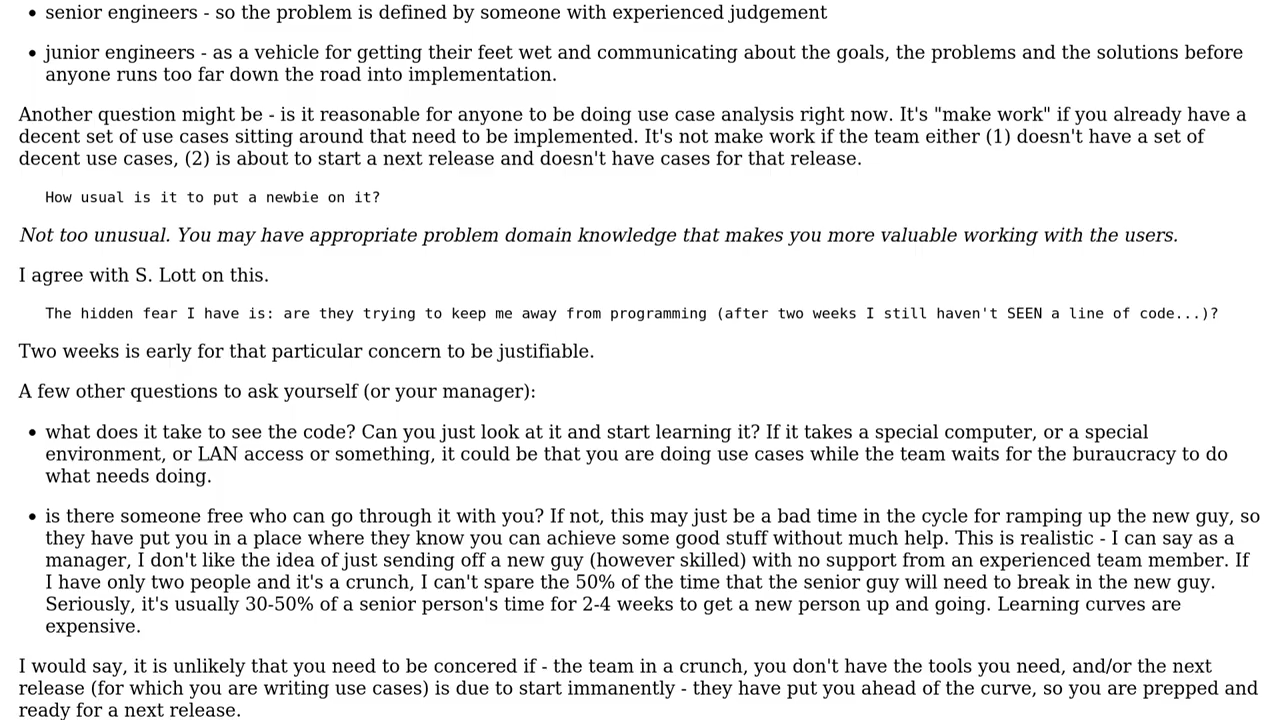 • senior engineers - so the problem is defined by someone with experienced judgement
• junior engineers - as a vehicle for getting their feet wet and communicating about the goals, the problems and the solutions before
anyone runs too far down the road into implementation.
Another question might be - is it reasonable for anyone to be doing use case analysis right now. It's "make work" if you already have a
decent set of use cases sitting around that need to be implemented. It's not make work if the team either (1) doesn't have a set of
decent use cases, (2) is about to start a next release and doesn't have cases for that release.
How usual is it to put a newbie on it?
Not too unusual. You may have appropriate problem domain knowledge that makes you more valuable working with the users.
I agree with S. Lott on this.
The hidden fear I have is: are they trying to keep me away from programming (after two weeks I still haven't SEEN a line of code...)?
Two weeks is early for that particular concern to be justifiable.
A few other questions to ask yourself (or your manager):
• what does it take to see the code? Can you just look at it and start learning it? If it takes a special computer, or a special
environment, or LAN access or something, it could be that you are doing use cases while the team waits for the buraucracy to do
what needs doing.
• is there someone free who can go through it with you? If not, this may just be a bad time in the cycle for ramping up the new guy, so
they have put you in a place where they know you can achieve some good stuff without much help. This is realistic - I can say as a
manager, I don't like the idea of just sending off a new guy (however skilled) with no support from an experienced team member. If
I have only two people and it's a crunch, I can't spare the 50% of the time that the senior guy will need to break in the new guy.
Seriously, it's usually 30-50% of a senior person's time for 2-4 weeks to get a new person up and going. Learning curves are
expensive.
I would say, it is unlikely that you need to be concered if - the team in a crunch, you don't have the tools you need, and/or the next
release (for which you are writing use cases) is due to start immanently - they have put you ahead of the curve, so you are prepped and
ready for a next release.